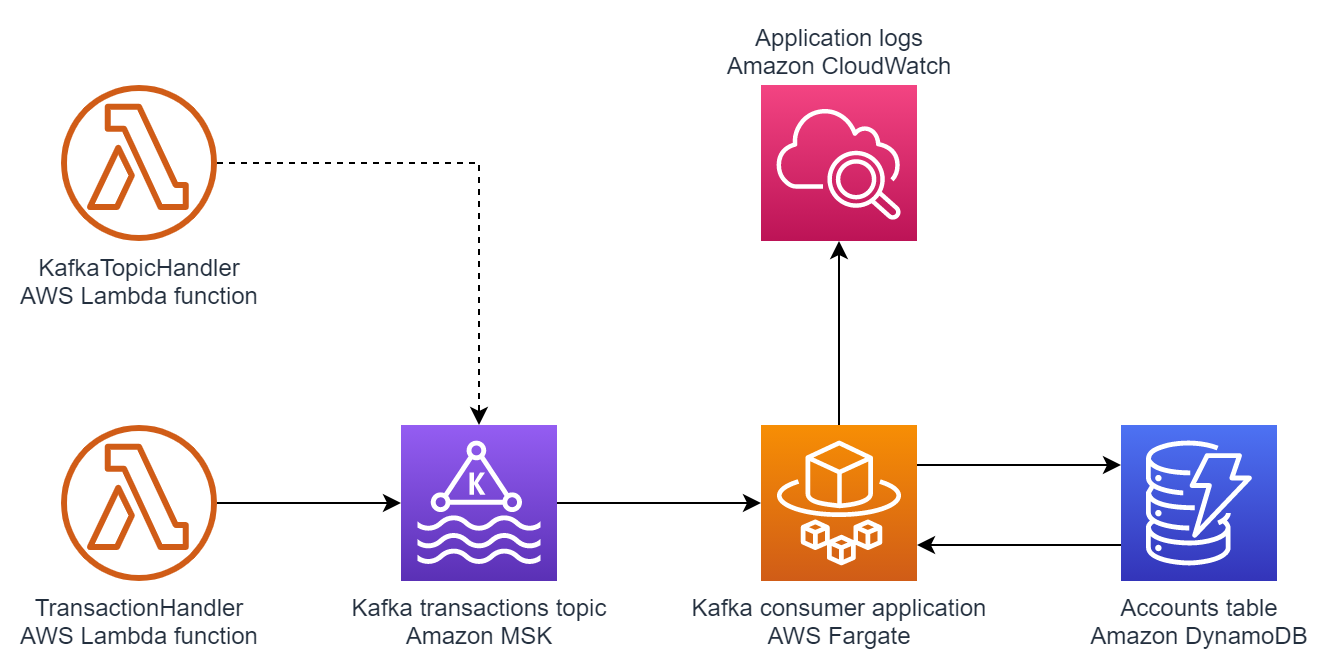 Application logs
Amazon CloudWatch
KafkaTopicHandler
AWS Lambda function
K
TransactionHandler
AWS Lambda function
Kafka transactions topic
Amazon MSK
Kafka consumer application
AWS Fargate
Accounts table
Amazon DynamoDB